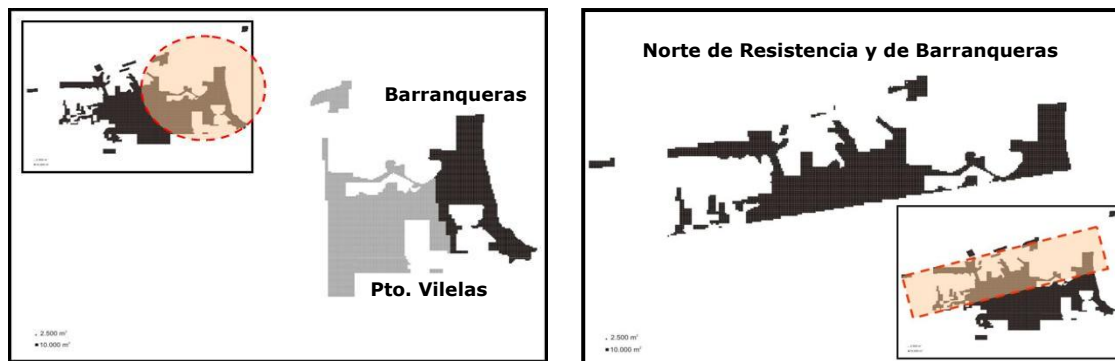 Barranqueras
Pto. Vilelas
2.500 m²
10.000 m²
Norte de Resistencia y de Barranqueras
2.500 m²
10.000 m²